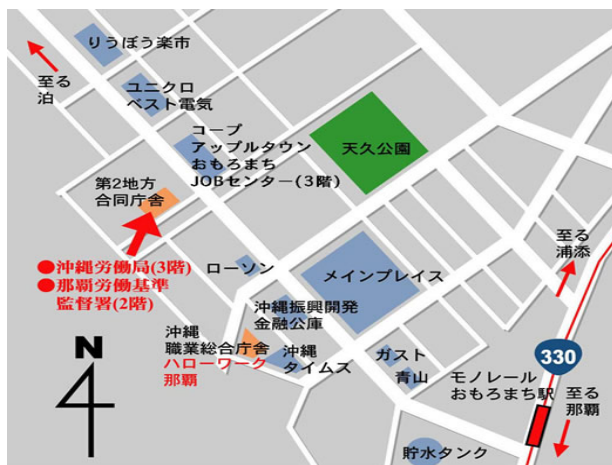 りうぼう楽市
至る
泊
ユニクロ
ベスト電気
コープ
アップルタウン
おもろまち
JOBセンター(3階)
天久公園
第2地方
合同庁舎
●沖縄労働局(3階)
●那覇労働基準
監督署(2階)
ローソン
メインプレイス
至る
浦添
沖縄振興開発
金融公庫
沖縄
職業総合庁舎
ハローワーク
那覇
沖縄
タイムズ
ガスト
青山
330
モノレール
おもろまち駅
至る
那覇
貯水タンク
N
4